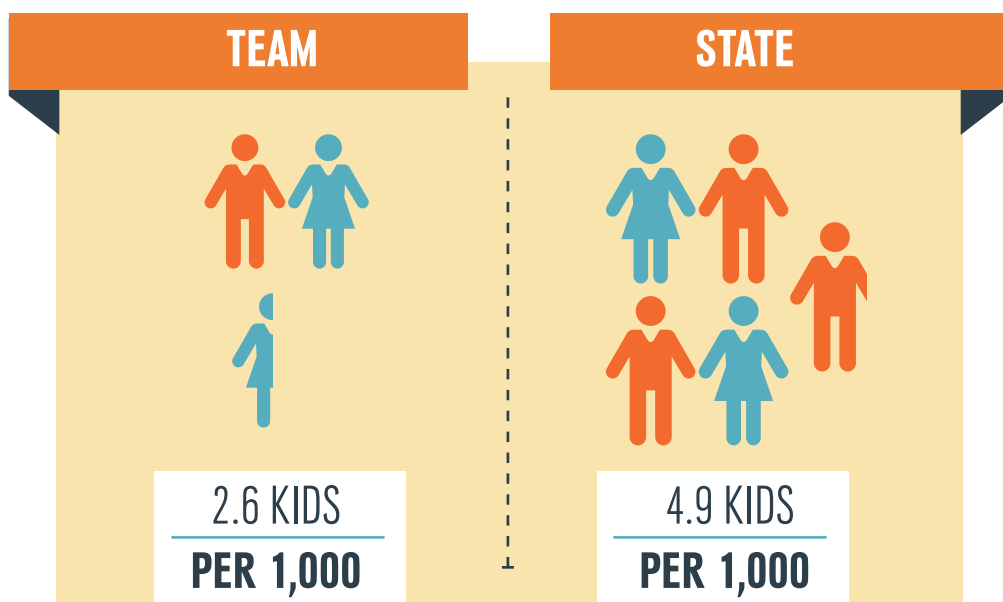 TEAM
STATE
2.6 KIDS
PER 1,000
4.9 KIDS
PER 1,000